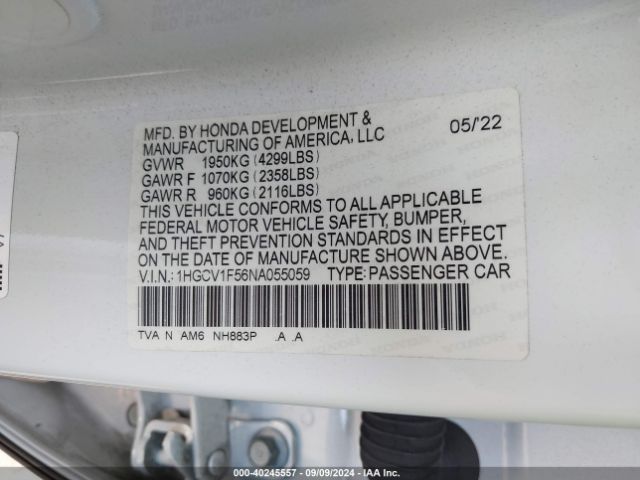 MFD. BY HONDA DEVELOPMENT &
MANUFACTURING OF AMERICA, LLC 05/'22
GVWR 1950KG (4299LBS)
GAWR F 1070KG (2358LBS)
GAWR R 960KG (2116LBS)
THIS VEHICLE CONFORMS TO ALL APPLICABLE
FEDERAL MOTOR VEHICLE SAFETY, BUMPER,
AND THEFT PREVENTION STANDARDS IN EFFECT
ON THE DATE OF MANUFACTURE SHOWN ABOVE.
V.I.N.: 1HGCV1F56NA055059 TYPE: PASSENGER CAR
TVA N AM6 NH883P .A .A
000-40245557 - 09/09/2024 - IAA Inc.